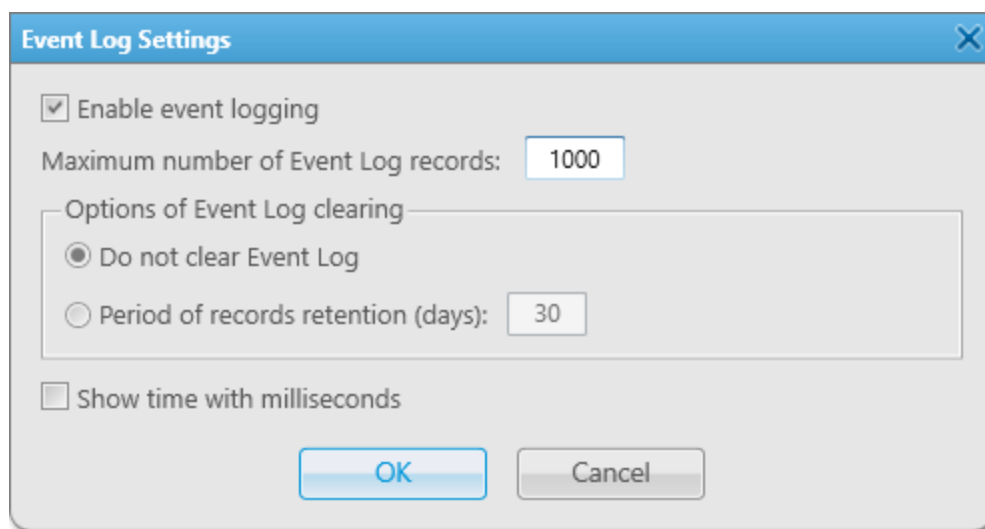 Event Log Settings
Enable event logging
Maximum number of Event Log records: 1000
Options of Event Log clearing
Do not clear Event Log
Period of records retention (days): 30
Show time with milliseconds
OK Cancel